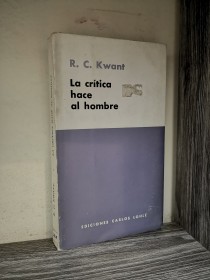 R. C. Kwant
La crítica
hace
al hombre
EDICIONES CARLOS LOHLÉ